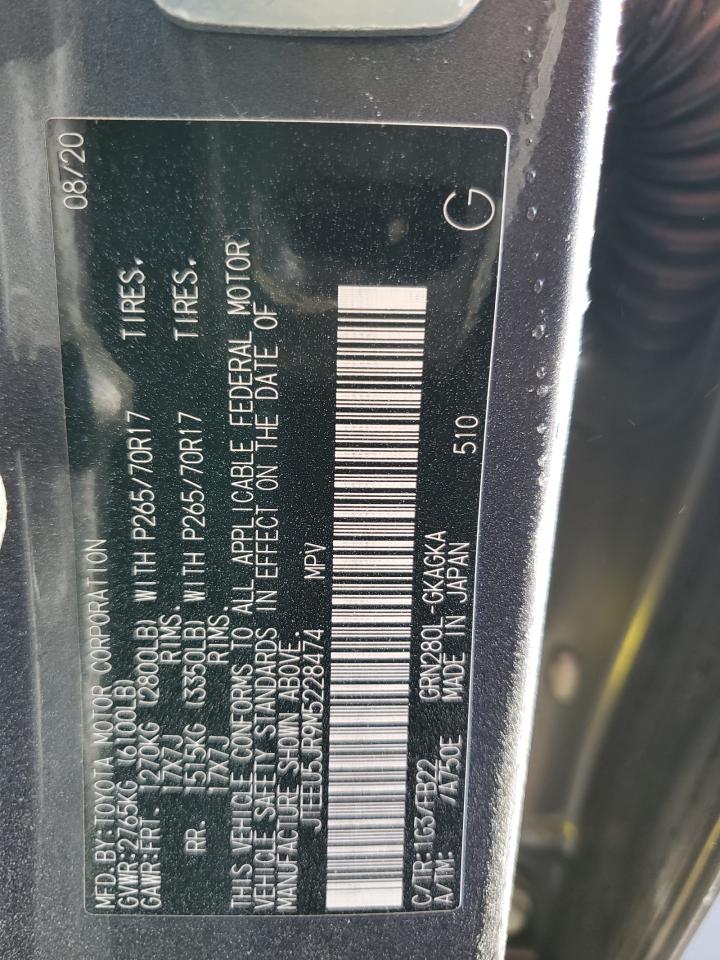 MFD. BY: TOYOTA MOTOR CORPORATION 08/20
GVWR: 2765KG (6100LB)
GAWR: FRT. 1270KG (2800LB) WITH P265/70R17 TIRES.
17X7J RIMS.
RR. 1515KG (3350LB) WITH P265/70R17 TIRES.
17X7J RIMS.
THIS VEHICLE CONFORMS TO ALL APPLICABLE FEDERAL MOTOR
VEHICLE SAFETY STANDARDS IN EFFECT ON THE DATE OF
MANUFACTURE SHOWN ABOVE.
JTEEU5JR9M5228474 MPV
C/TR: 1G3/FB22 GRN280L-GKAGKA
A/TM: /A750E MADE IN JAPAN 510
G